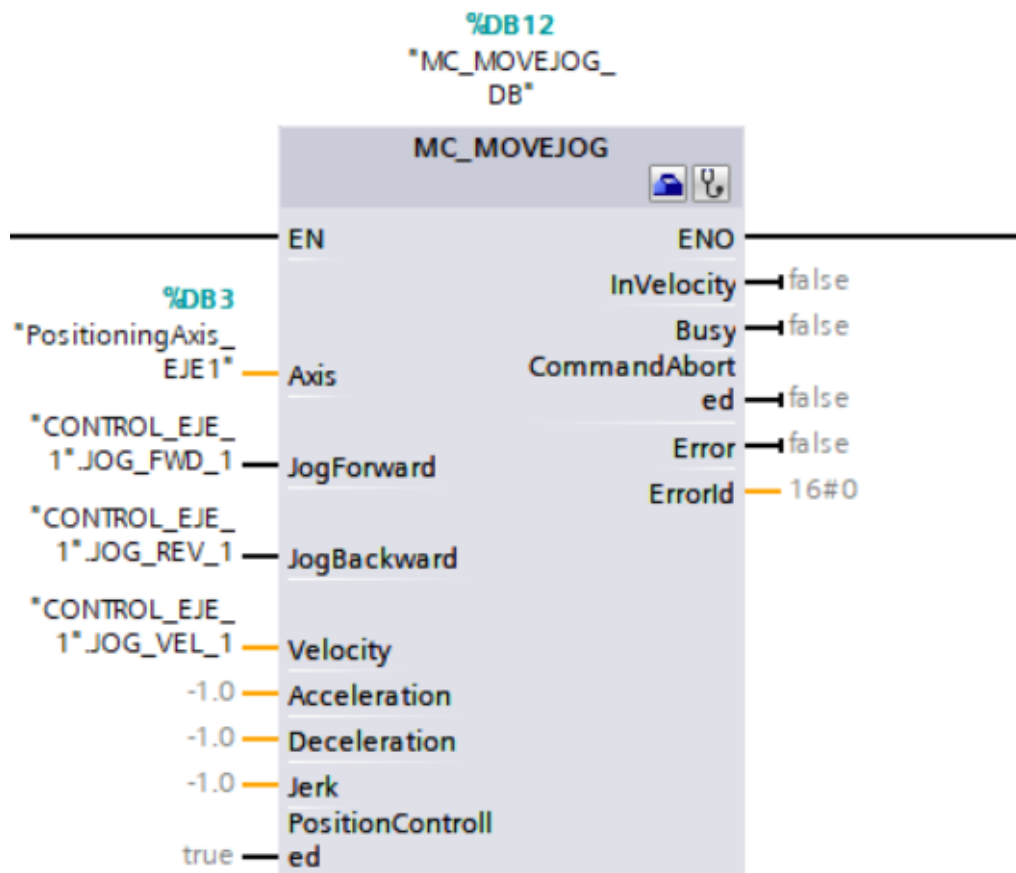 %DB12
"MC_MOVEJOG_
DB"
MC_MOVEJOG
EN
ENO
InVelocity
false
Busy
false
CommandAbort
ed
false
Error
false
ErrorId
16#0
%DB3
"PositioningAxis_
EJE1"
Axis
"CONTROL_EJE_
1".JOG_FWD_1
JogForward
"CONTROL_EJE_
1".JOG_REV_1
JogBackward
"CONTROL_EJE_
1".JOG_VEL_1
Velocity
-1.0
Acceleration
-1.0
Deceleration
-1.0
Jerk
PositionControll
true
ed